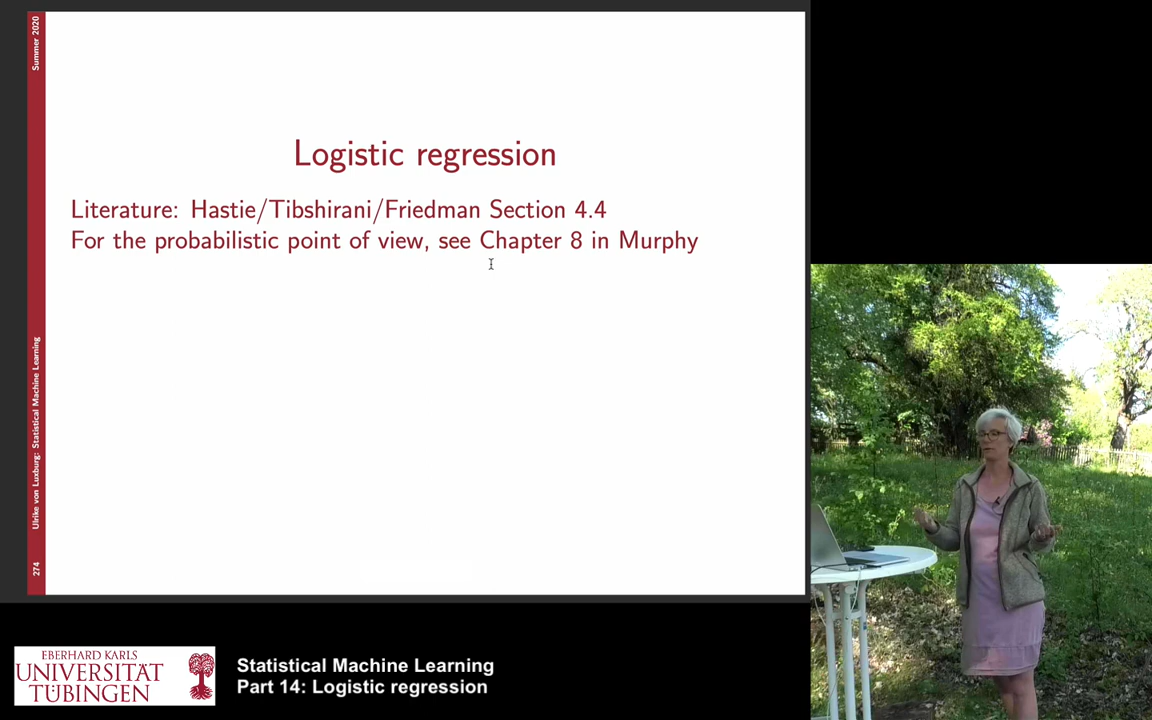 Summer 2020
Logistic regression
Literature: Hastie/Tibshirani/Friedman Section 4.4
For the probabilistic point of view, see Chapter 8 in Murphy
Ulrike von Luxburg: Statistical Machine Learning
274
EBERHARD KARLS
UNIVERSITÄT
TÜBINGEN
Statistical Machine Learning
Part 14: Logistic regression